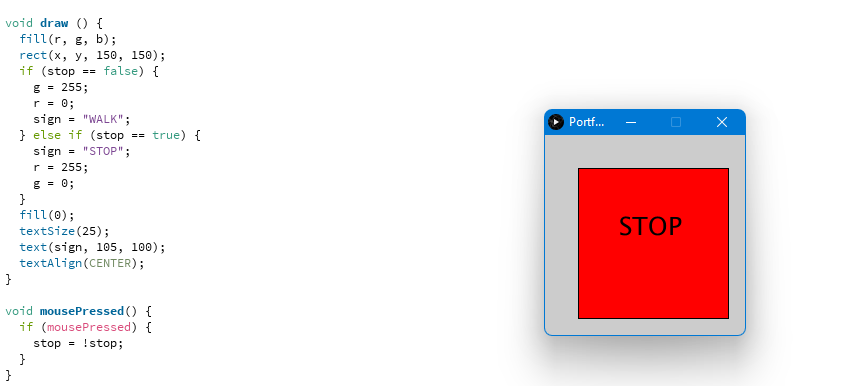 void draw () {
  fill(r, g, b);
  rect(x, y, 150, 150);
  if (stop == false) {
    g = 255;
    r = 0;
    sign = "WALK";
  } else if (stop == true) {
    sign = "STOP";
    r = 255;
    g = 0;
  }
  fill(0);
  textSize(25);
  text(sign, 105, 100);
  textAlign(CENTER);
}
void mousePressed() {
  if (mousePressed) {
    stop = !stop;
  }
}
Portf...
STOP